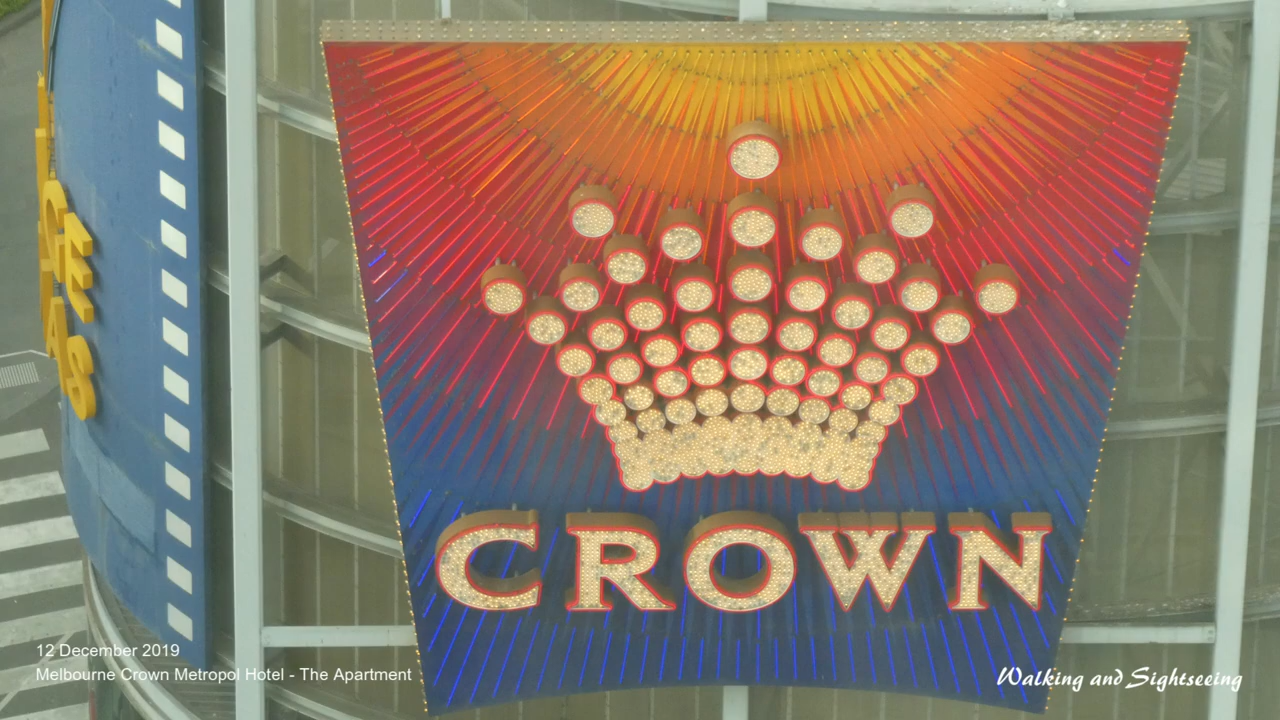 CROWN
12 December 2019
Melbourne Crown Metropol Hotel - The Apartment
Walking and Sightseeing